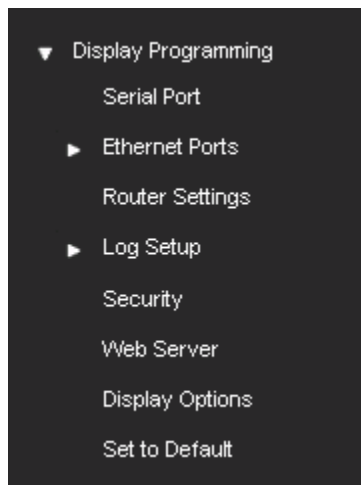 Display Programming
Serial Port
Ethernet Ports
Router Settings
Log Setup
Security
Web Server
Display Options
Set to Default